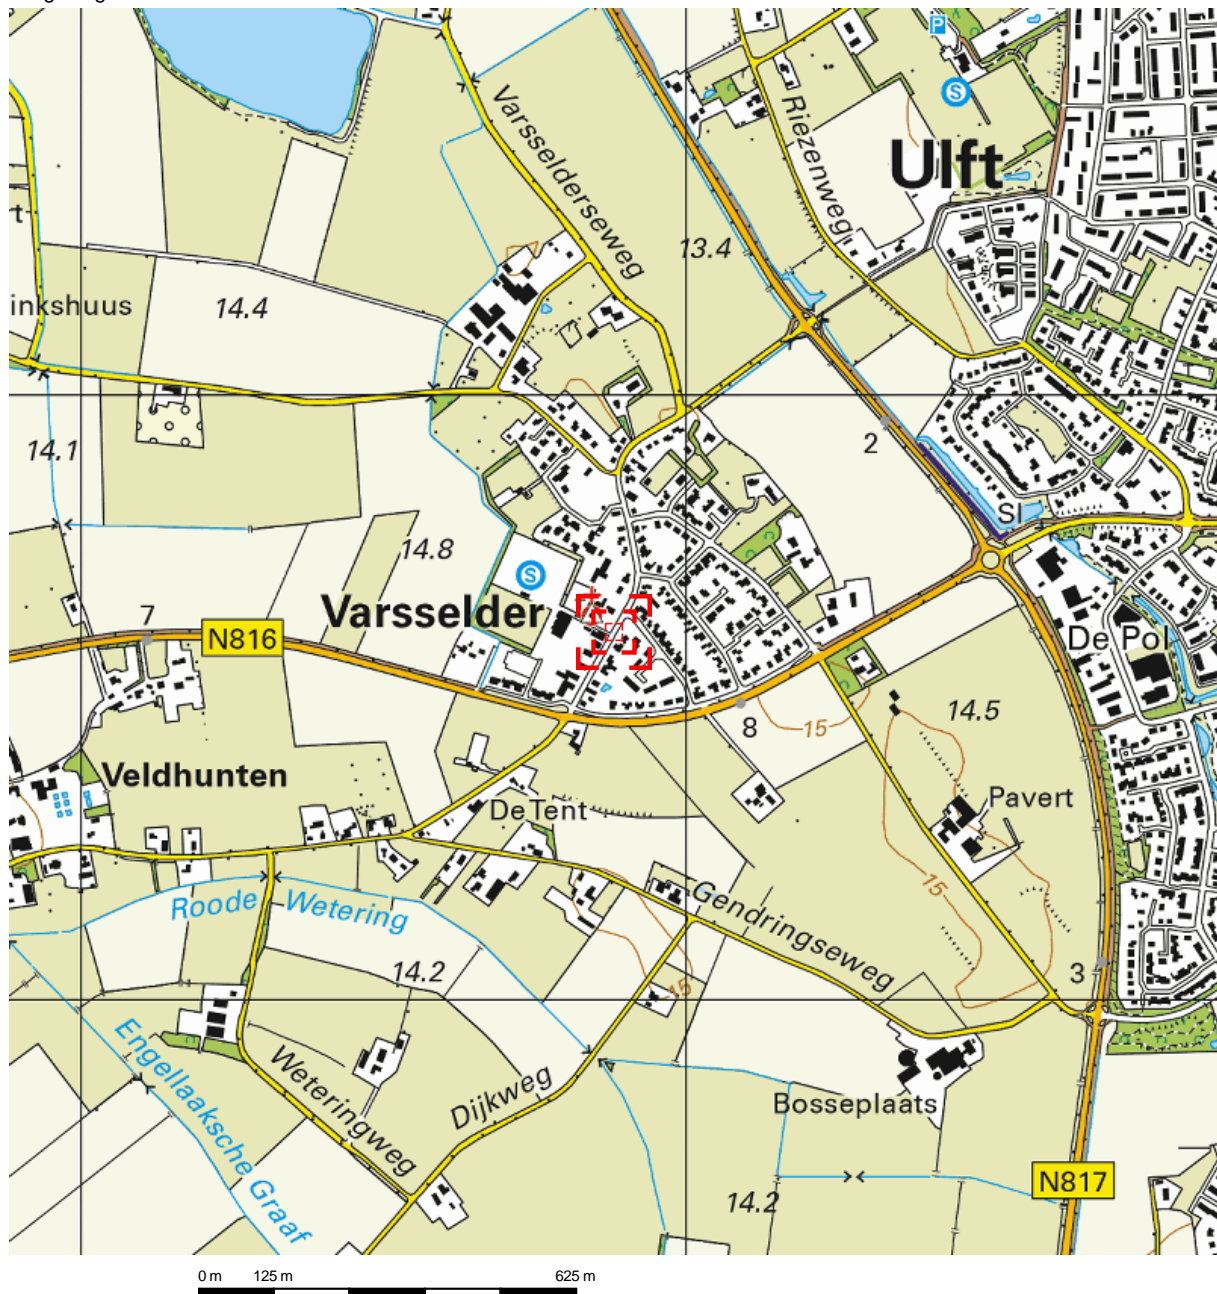 P
S
Varsselderseweg
Riezenweg
Ulft
13.4
inkshuus
14.4
14.1
2
Sl
14.8
S
Varsselder
7
N816
De Pol
14.5
8
15
Veldhunten
De Tent
Pavert
15
Roode Wetering
Gendringseweg
14.2
15
3
Engellaaksche Graaf
Weteringweg
Dijkweg
Bosseplaats
N817
14.2
0 m 125 m 625 m